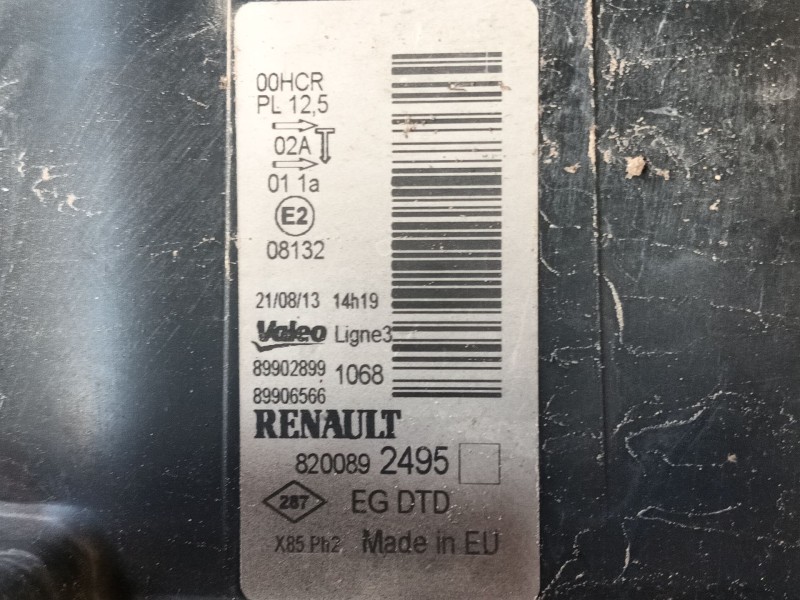 00HCR
PL 12,5
02A
01 1a
E2
08132
21/08/13 14h19
Valeo Ligne3
89902899 1068
89906566
RENAULT
820089 2495
287 EG DTD
X85 Ph2 Made in EU